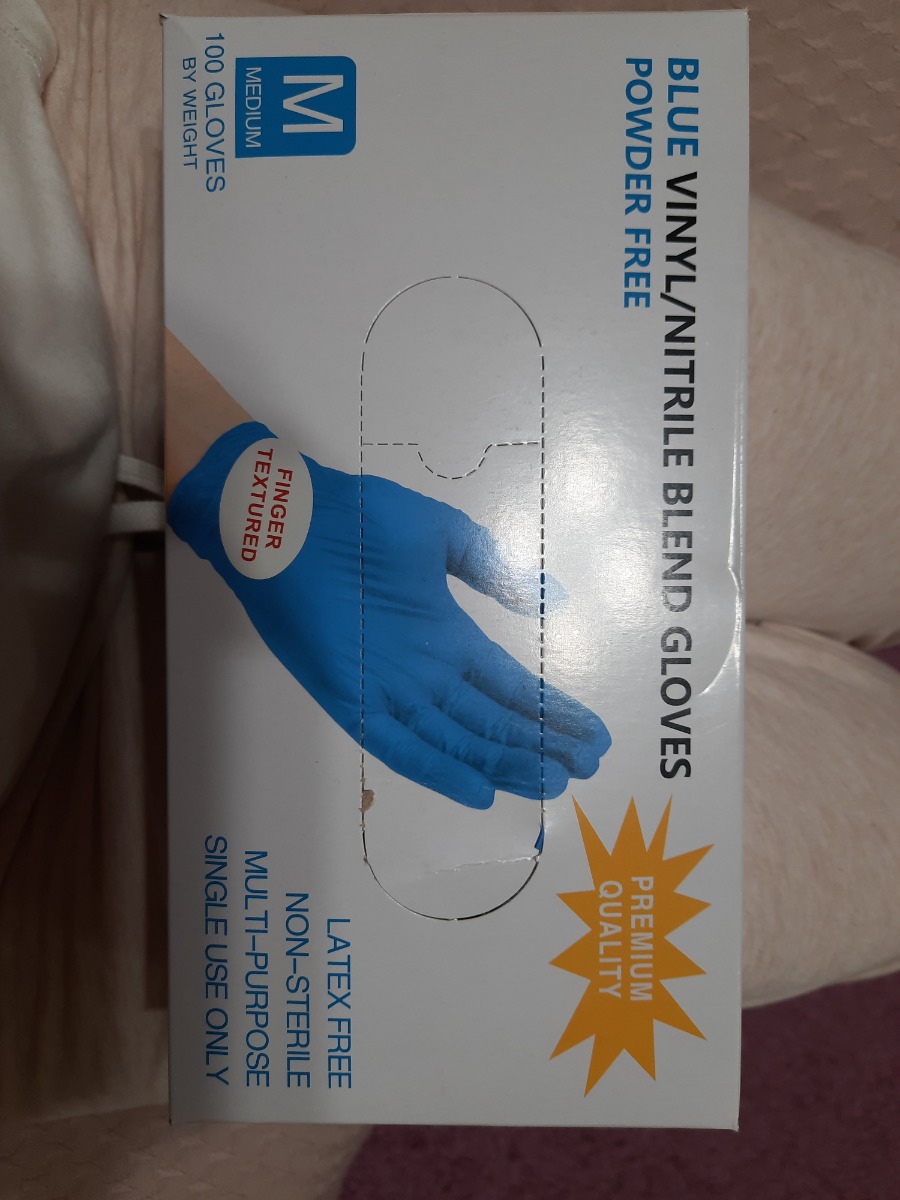 BLUE VINYL/NITRILE BLEND GLOVES
POWDER FREE
PREMIUM
QUALITY
FINGER
TEXTURED
M
MEDIUM
100 GLOVES
BY WEIGHT
LATEX FREE
NON-STERILE
MULTI-PURPOSE
SINGLE USE ONLY